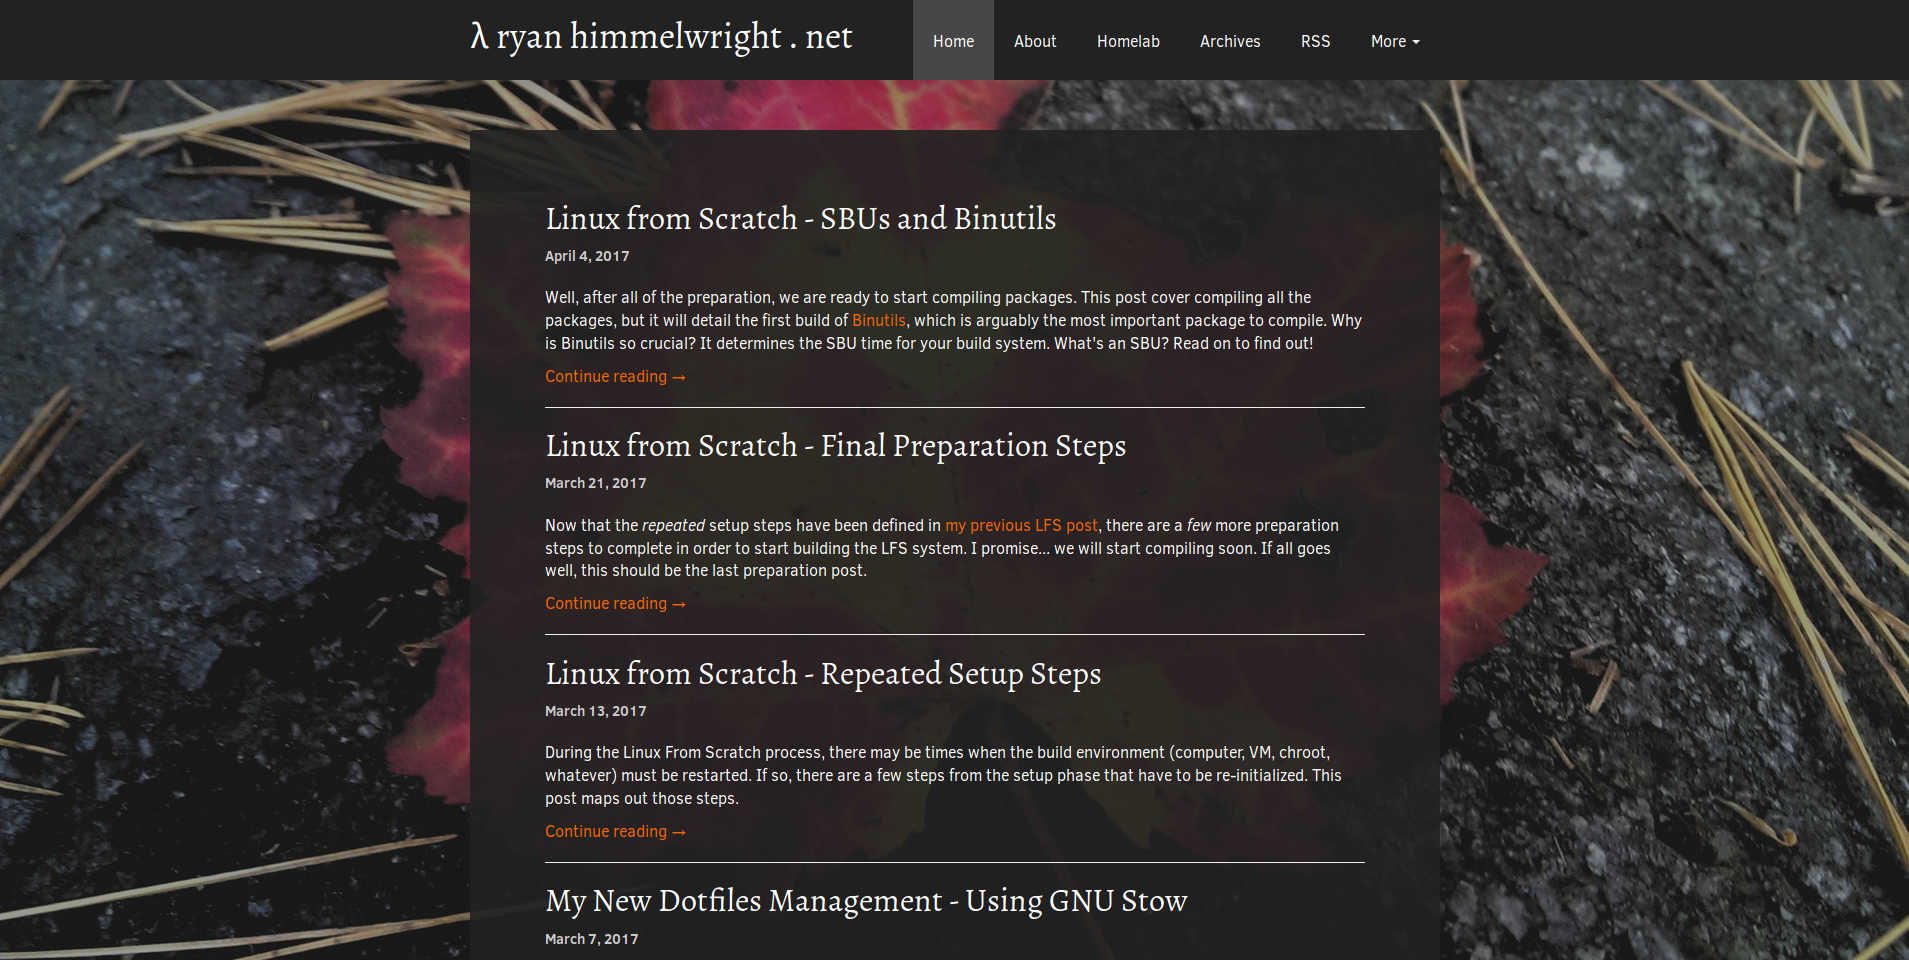 λ ryan himmelwright . net
Home About Homelab Archives RSS More
Linux from Scratch - SBUs and Binutils
April 4, 2017
Well, after all of the preparation, we are ready to start compiling packages. This post cover compiling all the
packages, but it will detail the first build of Binutils, which is arguably the most important package to compile. Why
is Binutils so crucial? It determines the SBU time for your build system. What's an SBU? Read on to find out!
Continue reading →
Linux from Scratch - Final Preparation Steps
March 21, 2017
Now that the repeated setup steps have been defined in my previous LFS post, there are a few more preparation
steps to complete in order to start building the LFS system. I promise... we will start compiling soon. If all goes
well, this should be the last preparation post.
Continue reading →
Linux from Scratch - Repeated Setup Steps
March 13, 2017
During the Linux From Scratch process, there may be times when the build environment (computer, VM, chroot,
whatever) must be restarted. If so, there are a few steps from the setup phase that have to be re-initialized. This
post maps out those steps.
Continue reading →
My New Dotfiles Management - Using GNU Stow
March 7, 2017